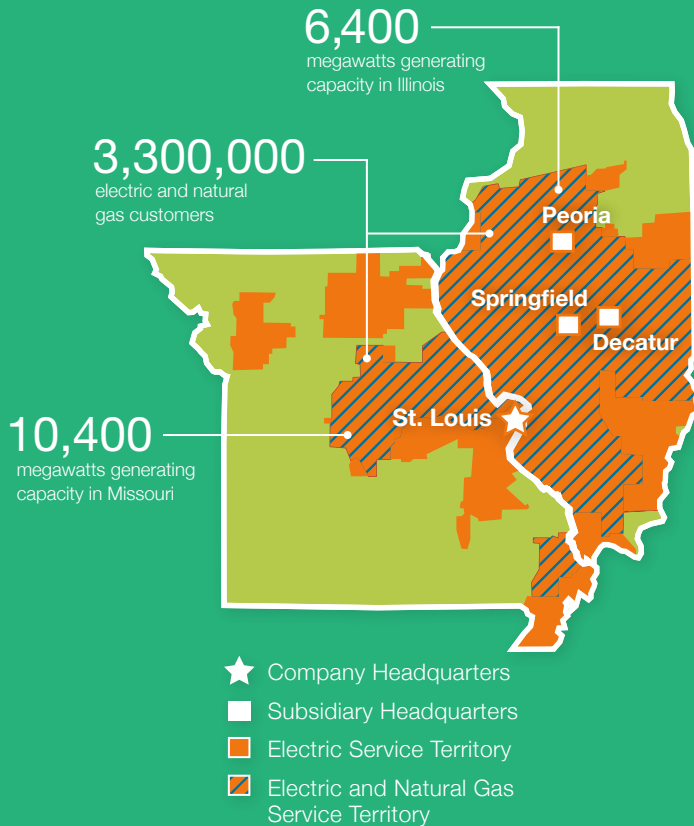 6,400
megawatts generating
capacity in Illinois
3,300,000
electric and natural
gas customers
Peoria
Springfield
Decatur
St. Louis
10,400
megawatts generating
capacity in Missouri
Company Headquarters
Subsidiary Headquarters
Electric Service Territory
Electric and Natural Gas
Service Territory